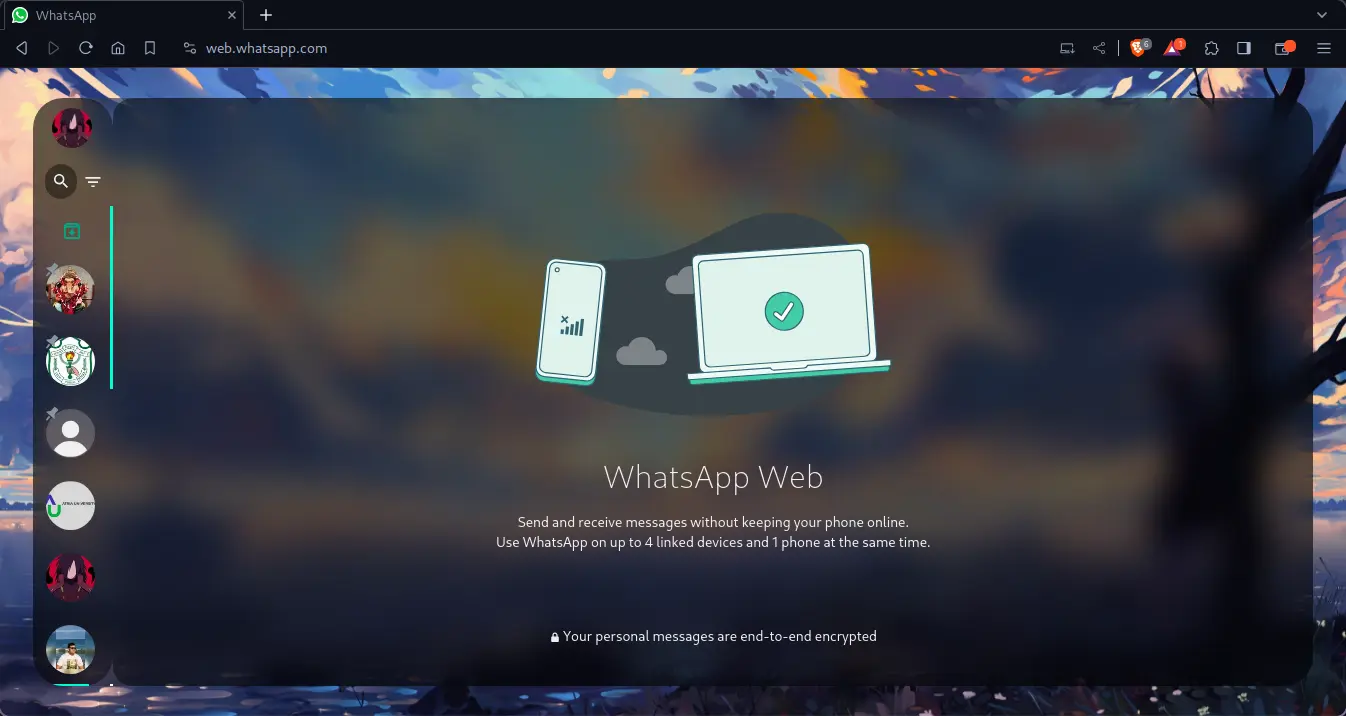 WhatsApp
web.whatsapp.com
6
1
WhatsApp Web
Send and receive messages without keeping your phone online.
Use WhatsApp on up to 4 linked devices and 1 phone at the same time.
Your personal messages are end-to-end encrypted